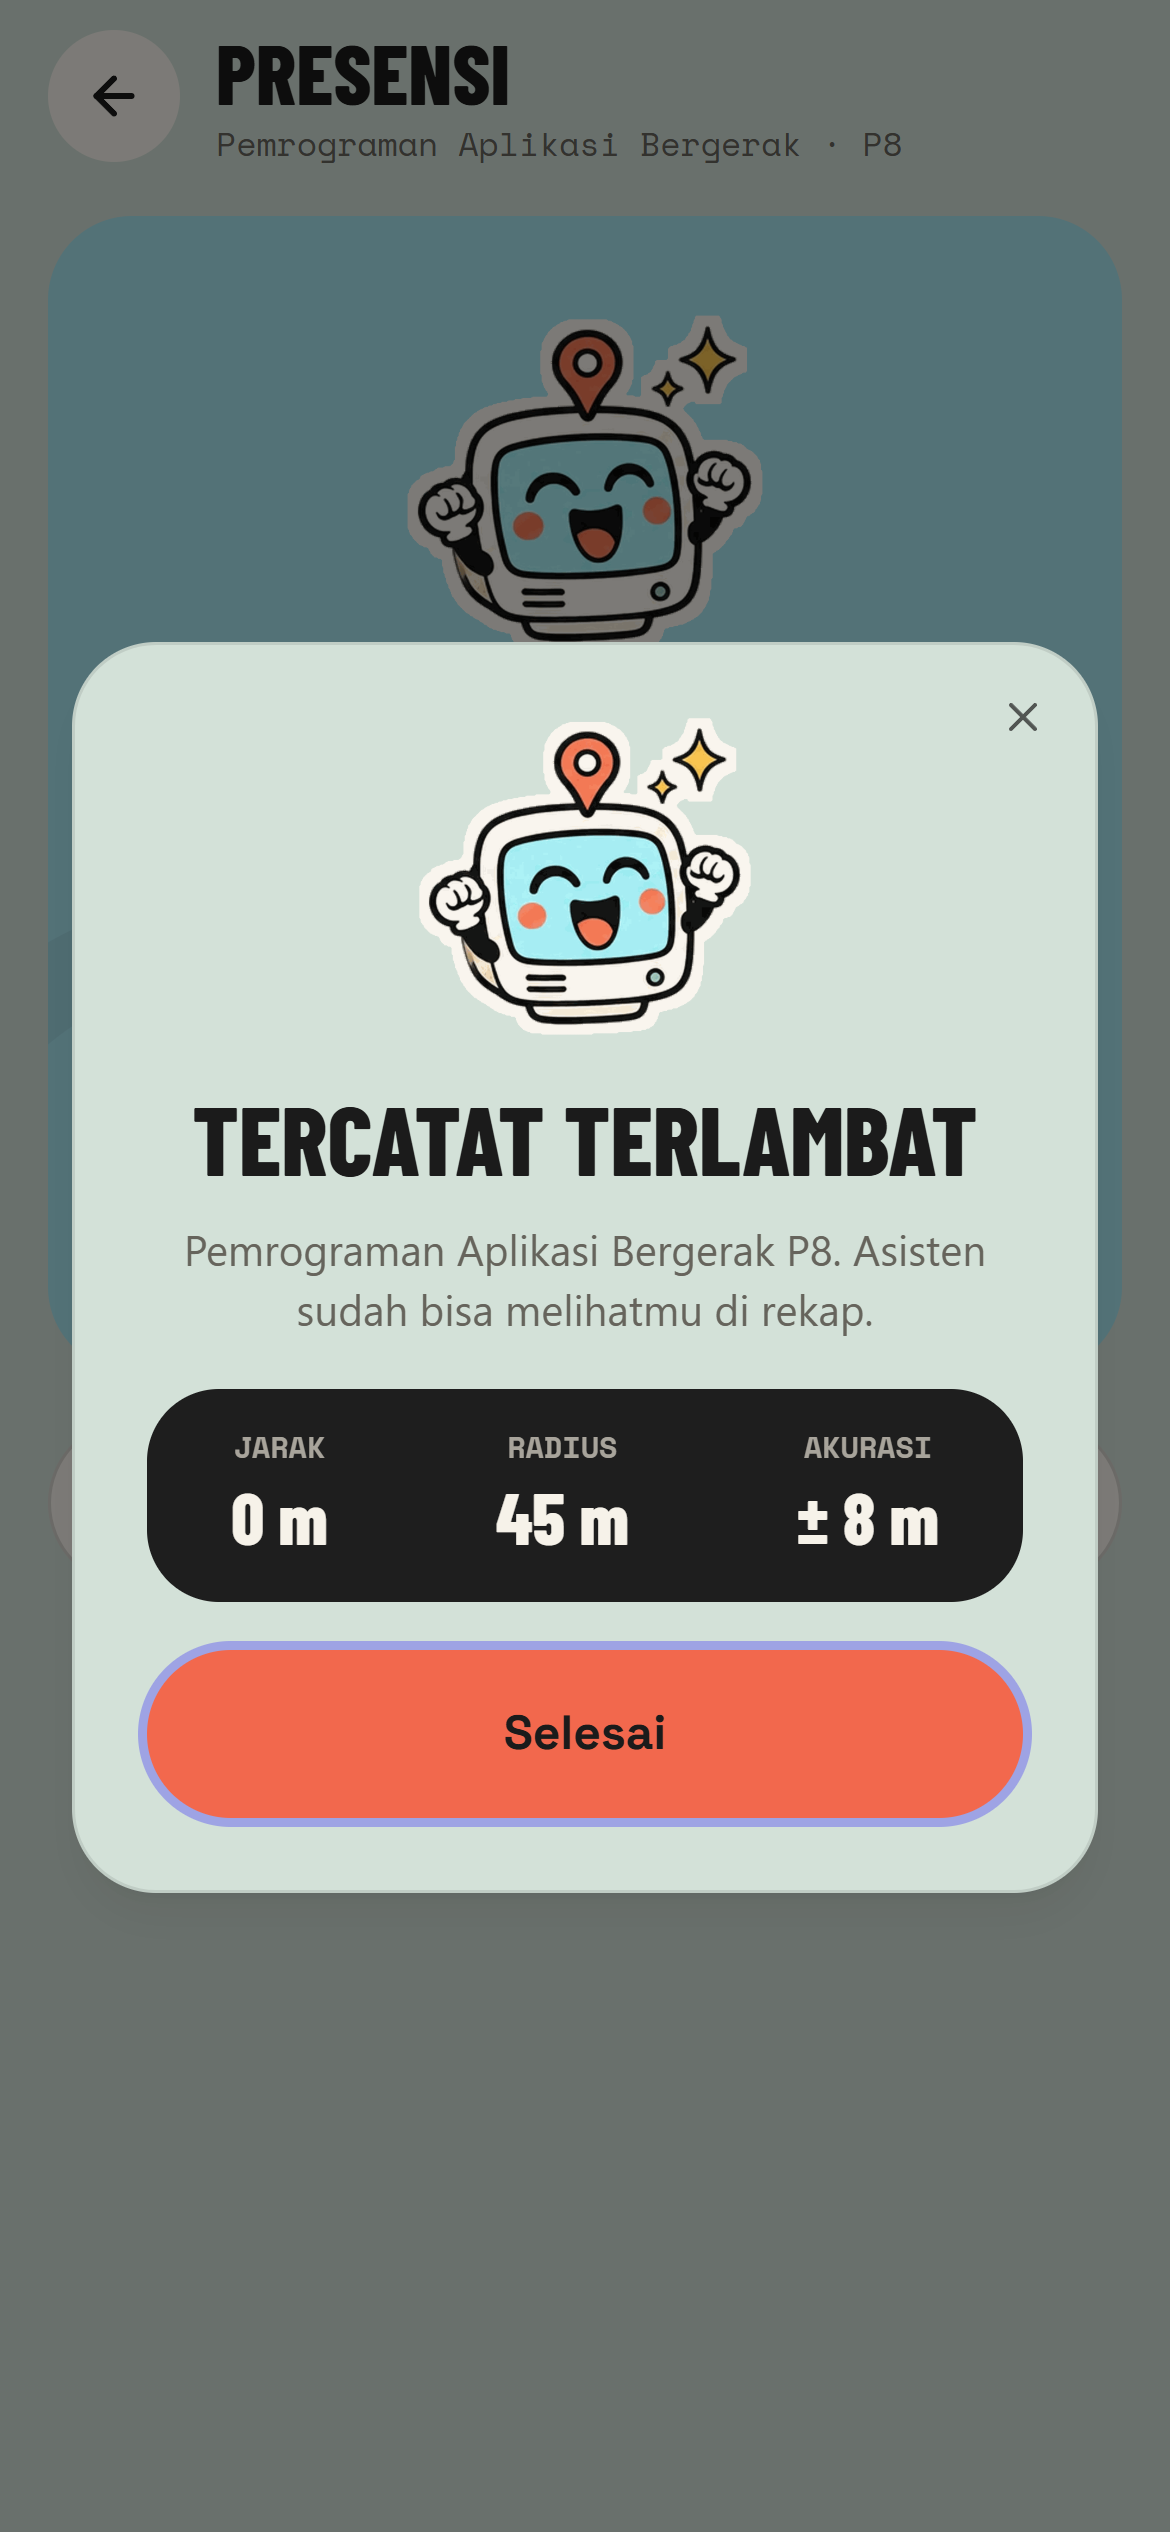 PRESENSI
Pemrograman Aplikasi Bergerak · P8
TERCATAT TERLAMBAT
Pemrograman Aplikasi Bergerak P8. Asisten
sudah bisa melihatmu di rekap.
JARAK RADIUS AKURASI
0 m 45 m ± 8 m
Selesai